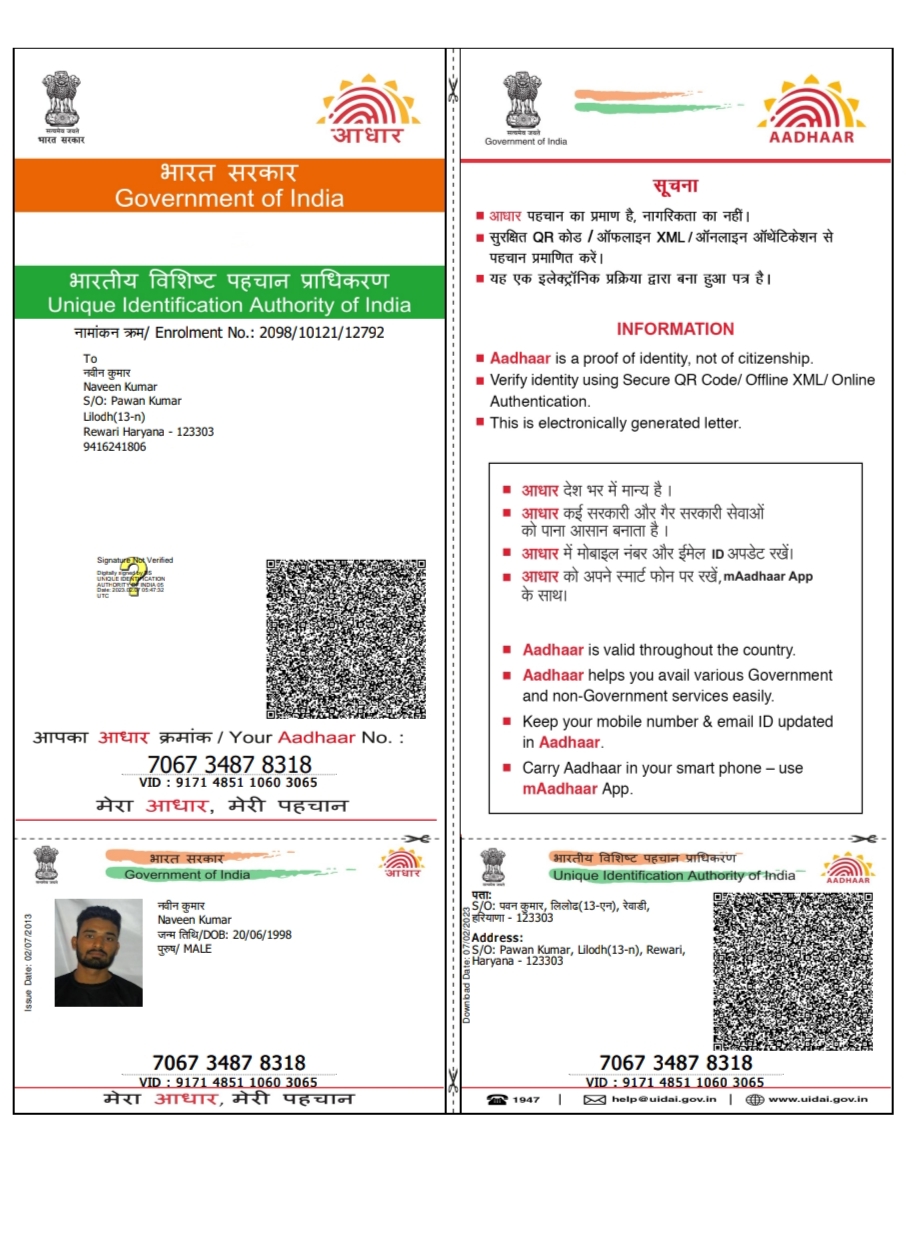 सत्यमेव जयते
भारत सरकार
आधार
भारत सरकार
Government of India
भारतीय विशिष्ट पहचान प्राधिकरण
Unique Identification Authority of India
नामांकन क्रम/ Enrolment No.: 2098/10121/12792
To
नवीन कुमार
Naveen Kumar
S/O: Pawan Kumar
Lilodh(13-n)
Rewari Haryana - 123303
9416241806
Signature Not Verified
Digitally signed by DS
UNIQUE IDENTIFICATION
AUTHORITY OF INDIA 05
Date: 2023.02.07 05:47:32
UTC
आपका आधार क्रमांक / Your Aadhaar No. :
7067 3487 8318
VID : 9171 4851 1060 3065
मेरा आधार, मेरी पहचान
सत्यमेव जयते
Government of India
AADHAAR
सूचना
आधार पहचान का प्रमाण है, नागरिकता का नहीं।
सुरक्षित QR कोड / ऑफलाइन XML / ऑनलाइन ऑथेंटिकेशन से
पहचान प्रमाणित करें।
यह एक इलेक्ट्रॉनिक प्रक्रिया द्वारा बना हुआ पत्र है।
INFORMATION
Aadhaar is a proof of identity, not of citizenship.
Verify identity using Secure QR Code/ Offline XML/ Online
Authentication.
This is electronically generated letter.
आधार देश भर में मान्य है ।
आधार कई सरकारी और गैर सरकारी सेवाओं
को पाना आसान बनाता है ।
आधार में मोबाइल नंबर और ईमेल ID अपडेट रखें।
आधार को अपने स्मार्ट फोन पर रखें, mAadhaar App
के साथ।
Aadhaar is valid throughout the country.
Aadhaar helps you avail various Government
and non-Government services easily.
Keep your mobile number & email ID updated
in Aadhaar.
Carry Aadhaar in your smart phone – use
mAadhaar App.
सत्यमेव जयते
भारत सरकार
Government of India
आधार
Issue Date: 02/07/2013
नवीन कुमार
Naveen Kumar
जन्म तिथि/DOB: 20/06/1998
पुरुष/ MALE
7067 3487 8318
VID : 9171 4851 1060 3065
मेरा आधार, मेरी पहचान
सत्यमेव जयते
भारतीय विशिष्ट पहचान प्राधिकरण
Unique Identification Authority of India
AADHAAR
Download Date: 07/02/2023
पता:
S/O: पवन कुमार, लिलोढ(13-एन), रेवाडी,
हरियाणा - 123303
Address:
S/O: Pawan Kumar, Lilodh(13-n), Rewari,
Haryana - 123303
7067 3487 8318
VID : 9171 4851 1060 3065
1947 | help@uidai.gov.in | www.uidai.gov.in